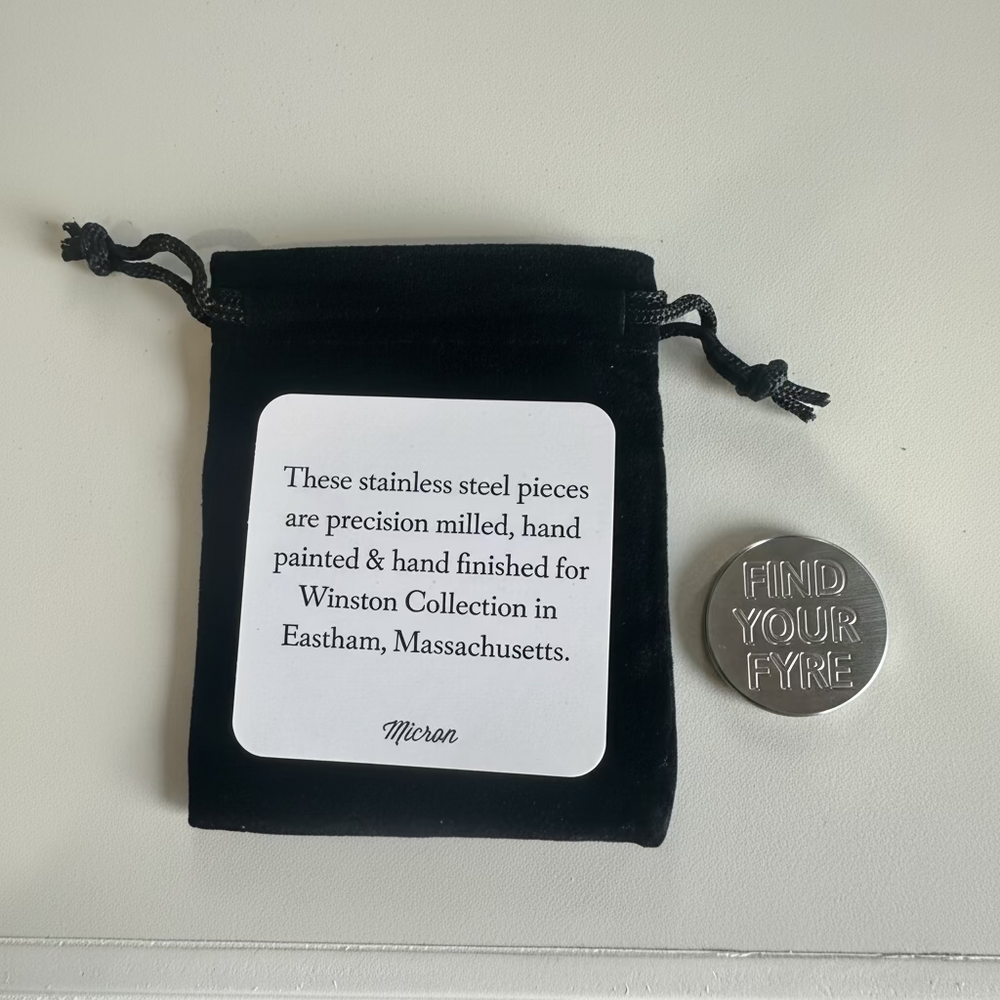 These stainless steel pieces
are precision milled, hand
painted & hand finished for
Winston Collection in
Eastham, Massachusetts.
Micron
FIND
YOUR
FYRE